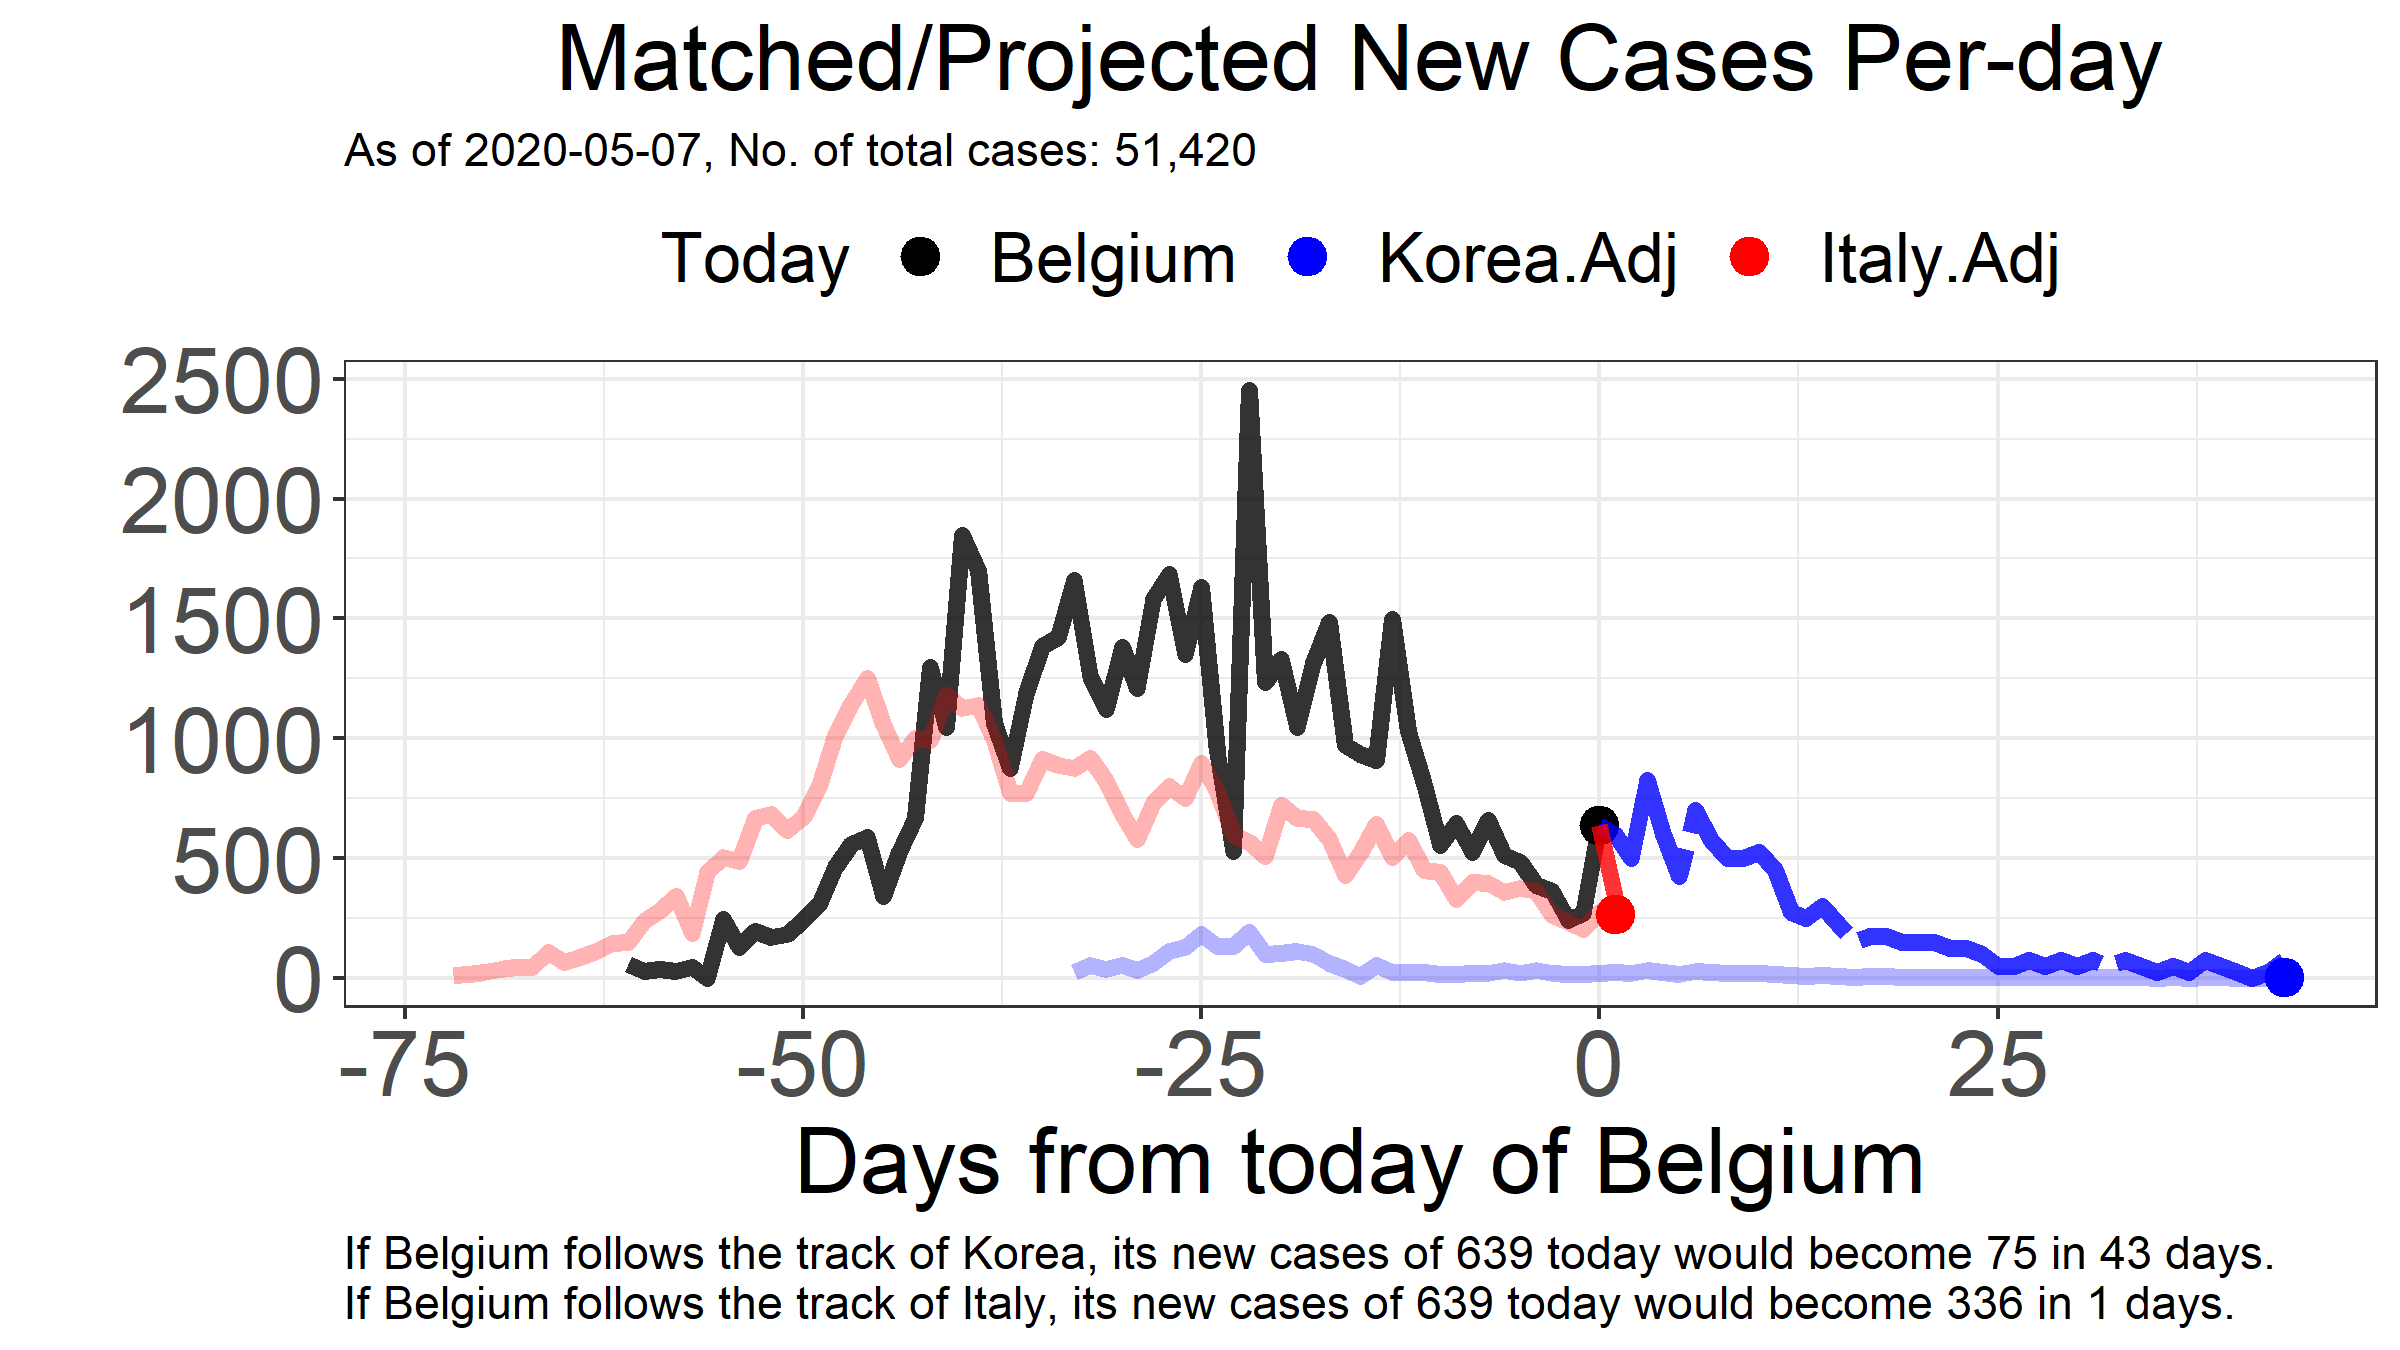 Matched/Projected New Cases Per-day
As of 2020-05-07, No. of total cases: 51,420
Today Belgium Korea.Adj Italy.Adj
2500
2000
1500
1000
500
0
-75 -50 -25 0 25
Days from today of Belgium
If Belgium follows the track of Korea, its new cases of 639 today would become 75 in 43 days.
If Belgium follows the track of Italy, its new cases of 639 today would become 336 in 1 days.